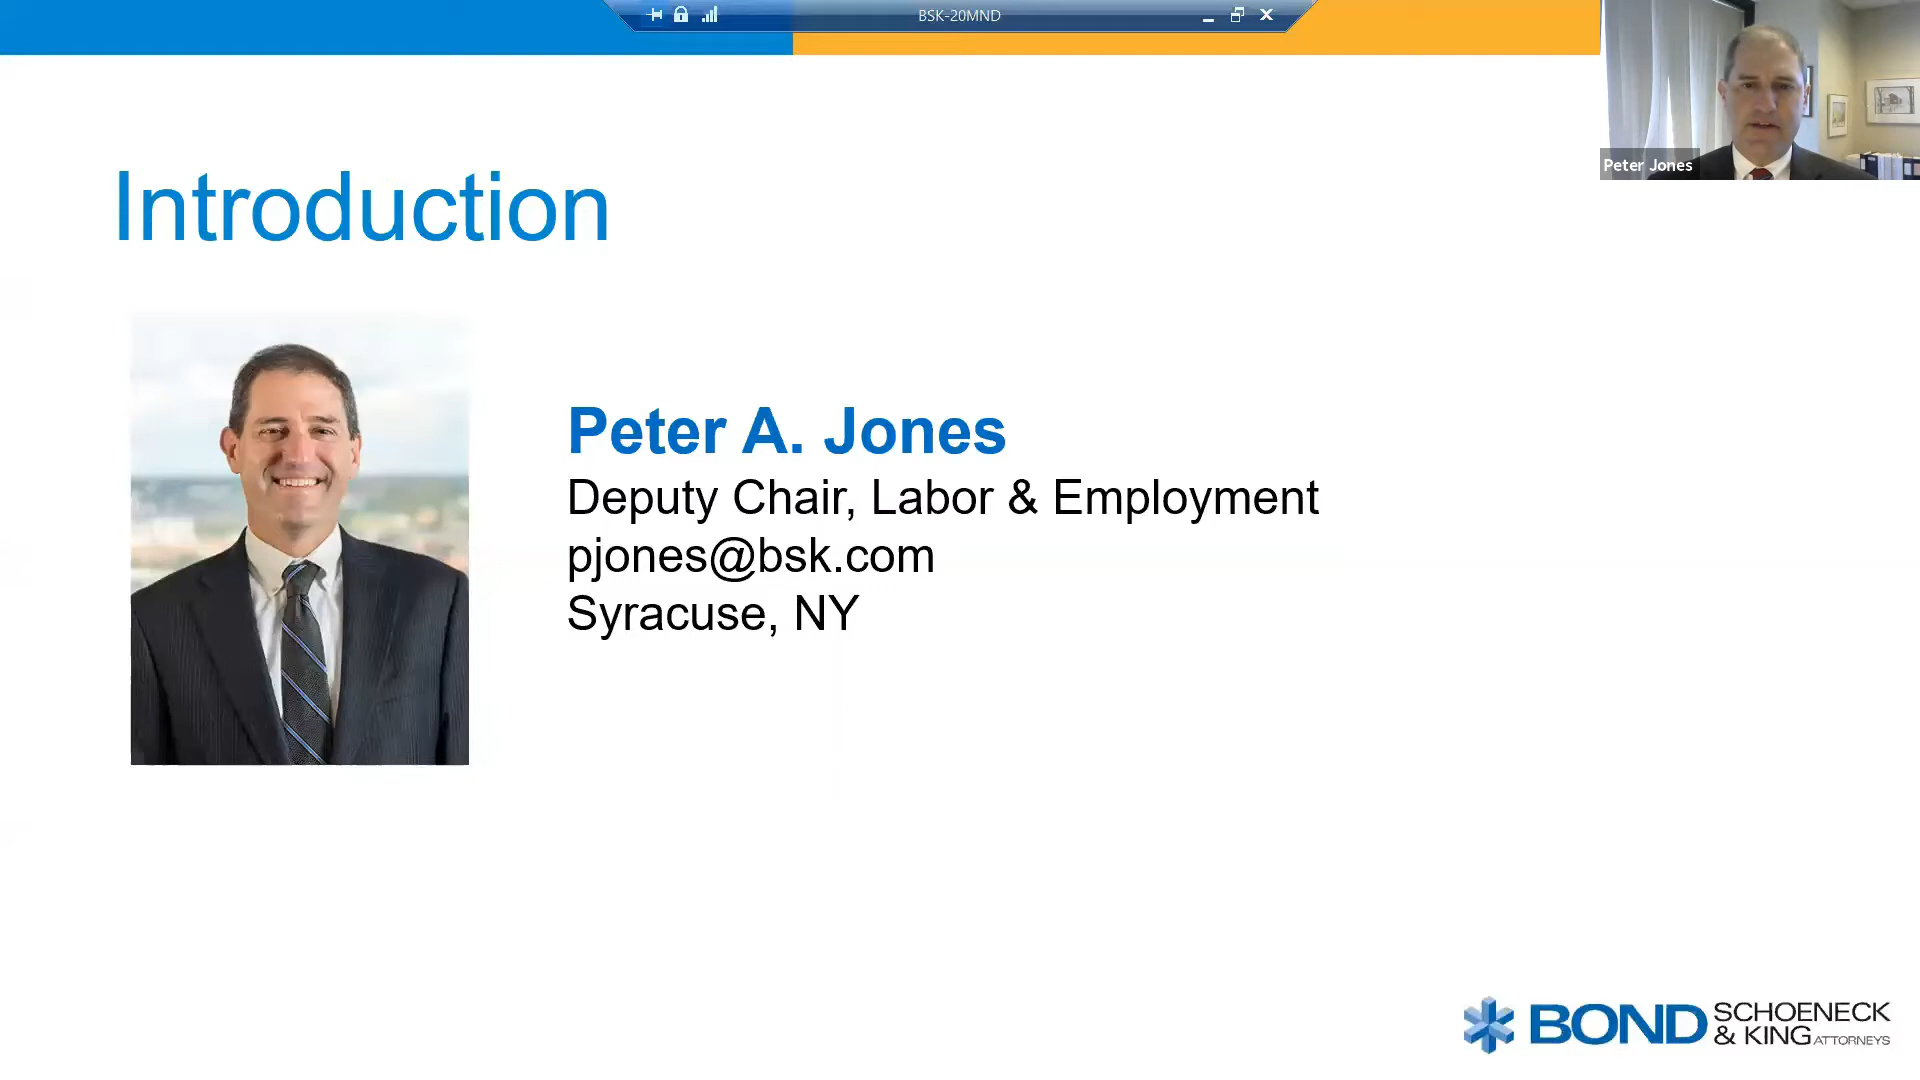 BSK-20MND
Peter Jones
Introduction
Peter A. Jones
Deputy Chair, Labor & Employment
pjones@bsk.com
Syracuse, NY
BOND SCHOENECK
& KING ATTORNEYS